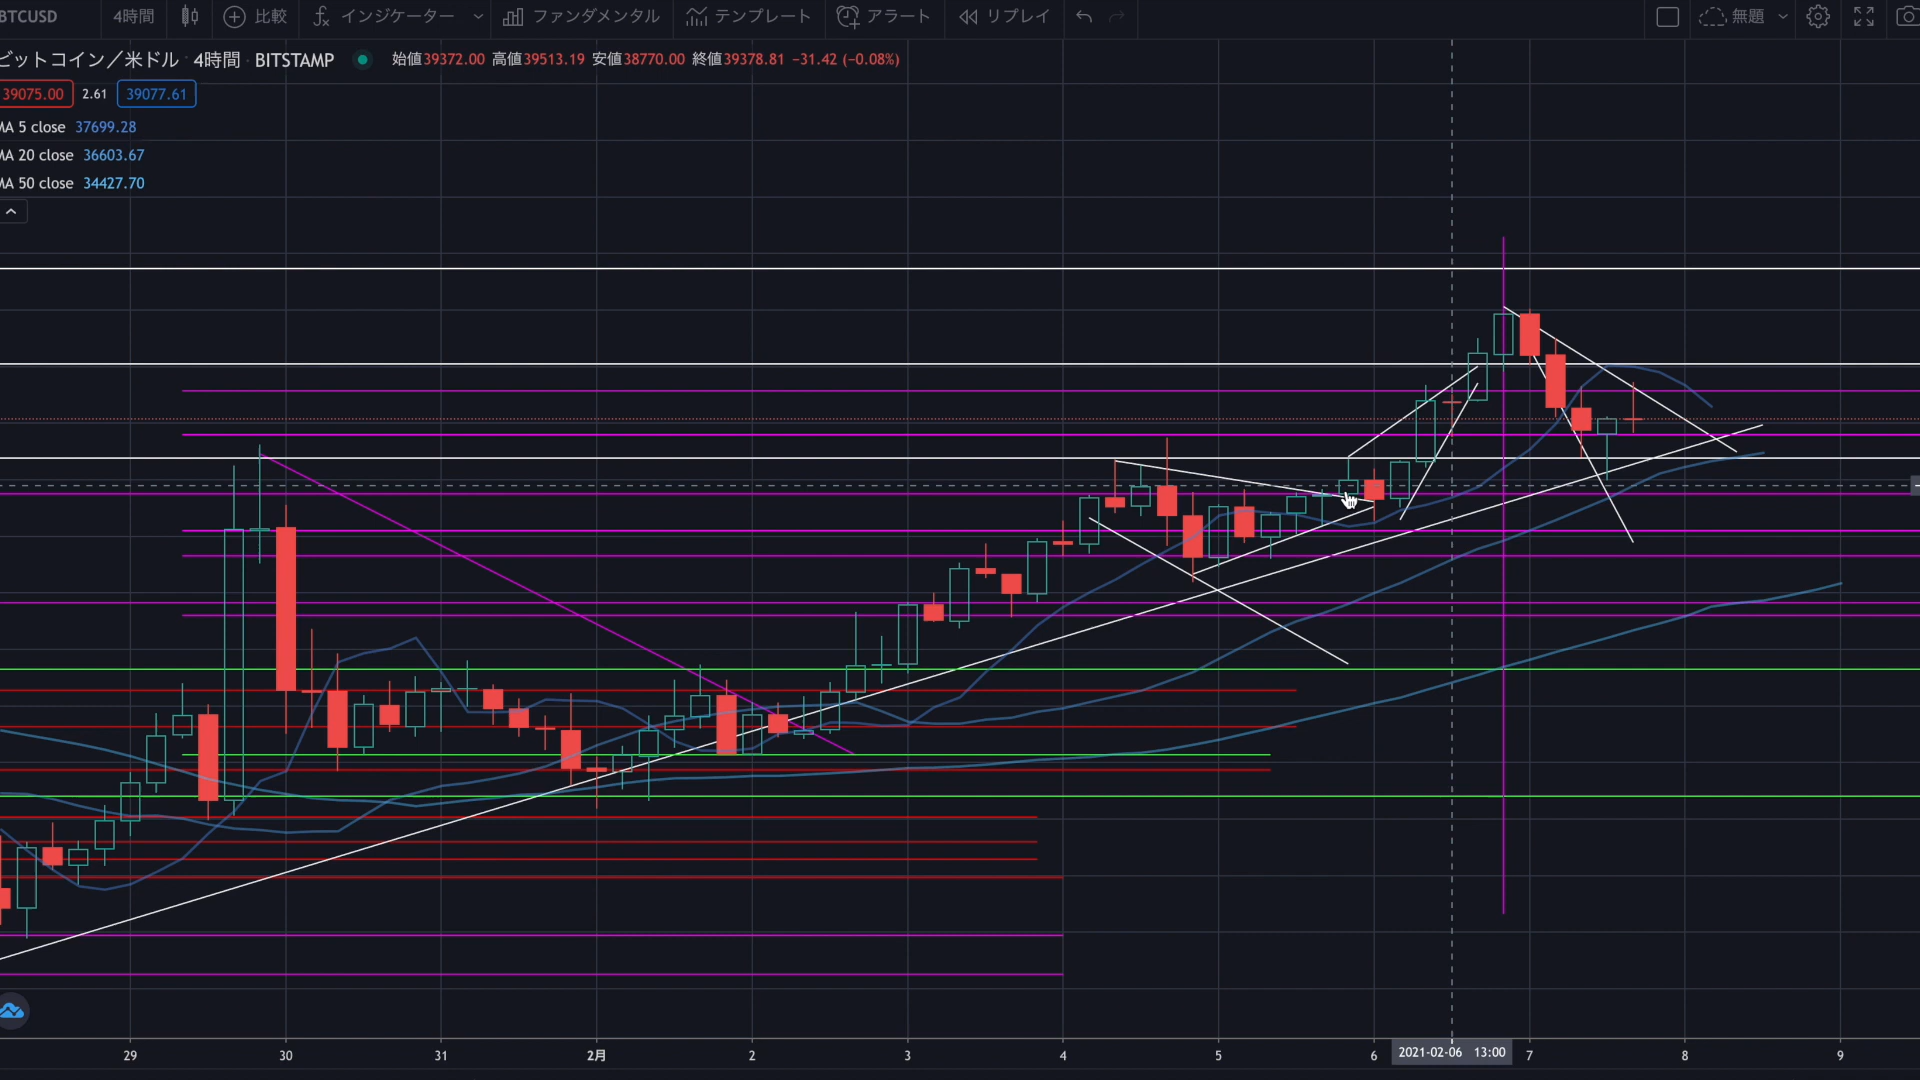 BTCUSD 4時間 比較 インジケーター ファンダメンタル テンプレート アラート リプレイ 無題
ビットコイン／米ドル · 4時間 · BITSTAMP 始値39372.00 高値39513.19 安値38770.00 終値39378.81 −31.42 (−0.08%)
39075.00 2.61 39077.61
MA 5 close 37699.28
MA 20 close 36603.67
MA 50 close 34427.70
29 30 31 2月 2 3 4 5 6 2021-02-06 13:00 7 8 9